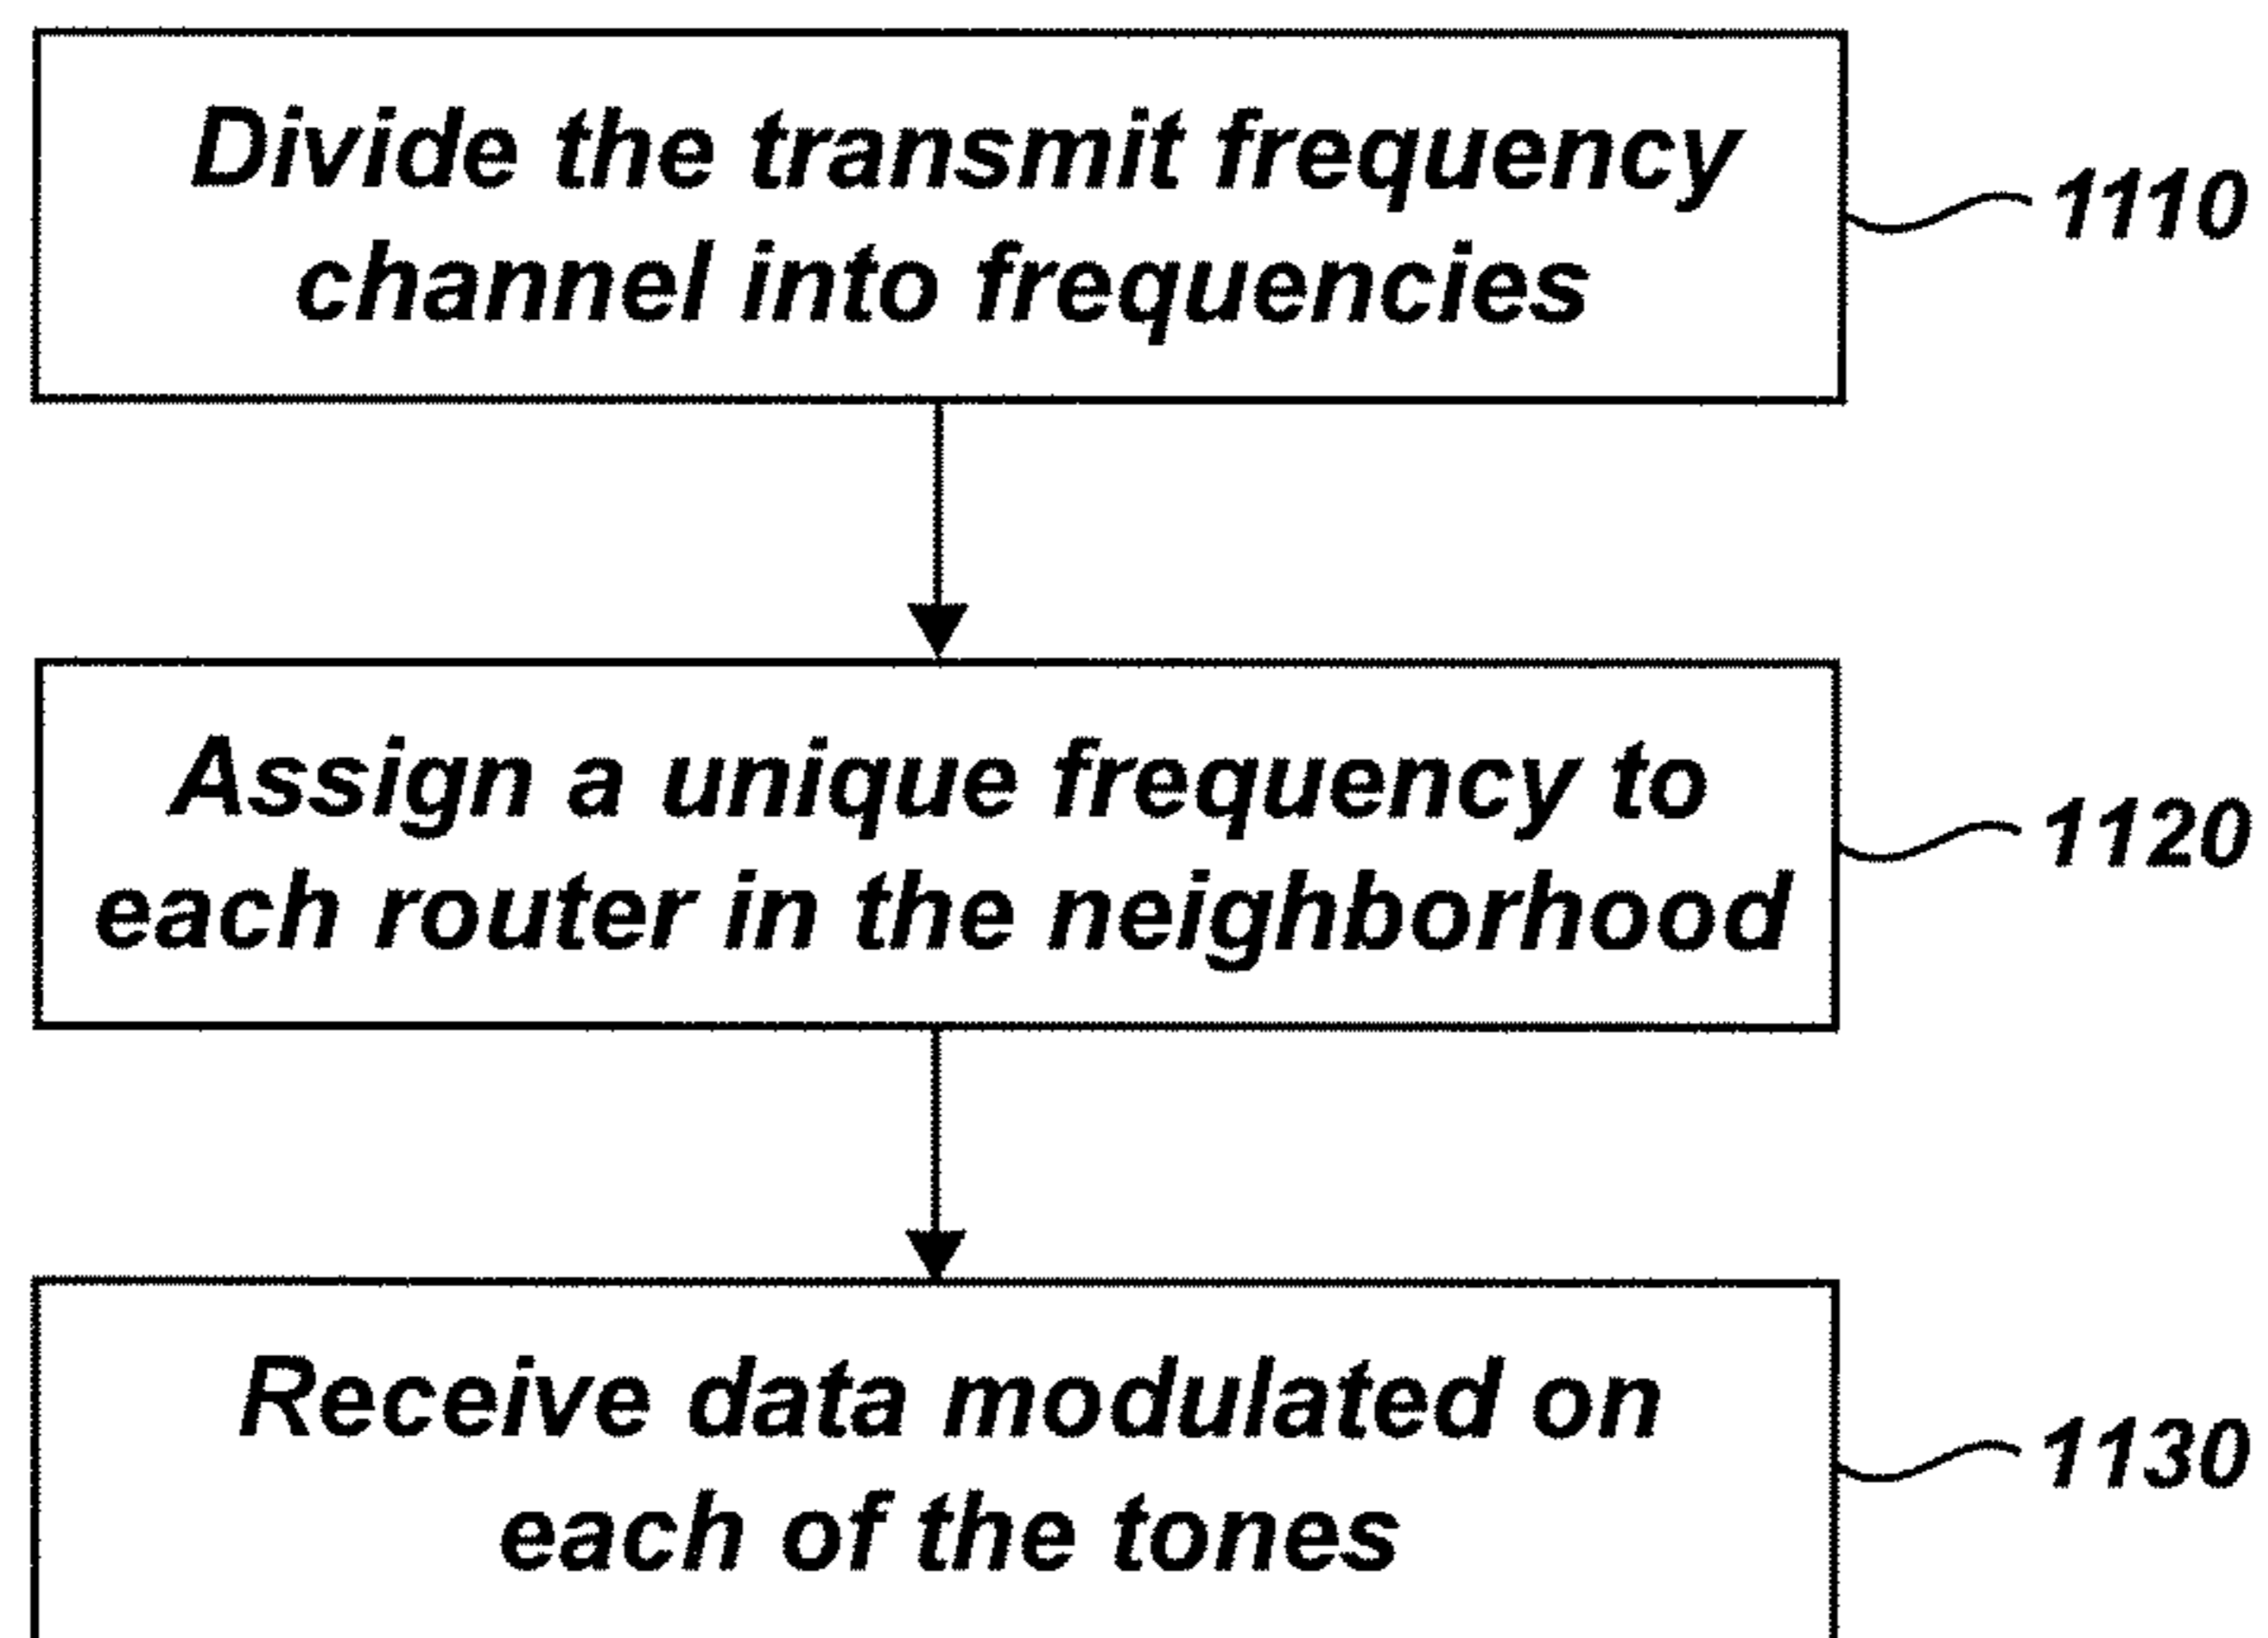 Divide the transmit frequency
channel into frequencies
1110
Assign a unique frequency to
each router in the neighborhood
1120
Receive data modulated on
each of the tones
1130